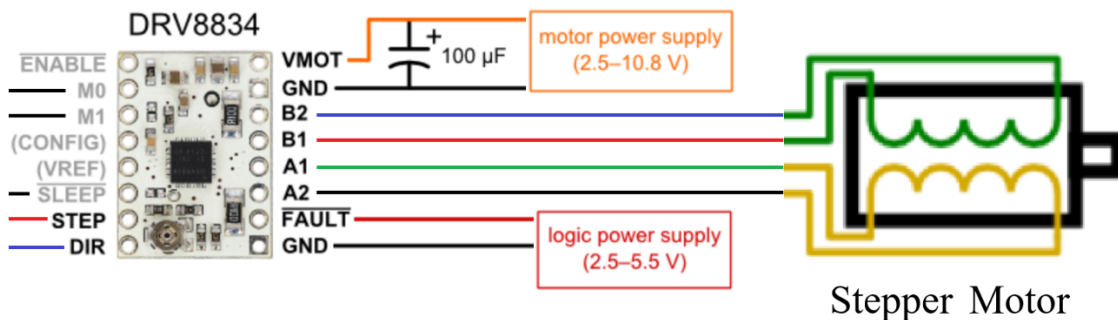 DRV8834
ENABLE
M0
M1
(CONFIG)
(VREF)
SLEEP
STEP
DIR
VMOT
GND
B2
B1
A1
A2
FAULT
GND
+
100 µF
motor power supply
(2.5–10.8 V)
logic power supply
(2.5–5.5 V)
Stepper Motor